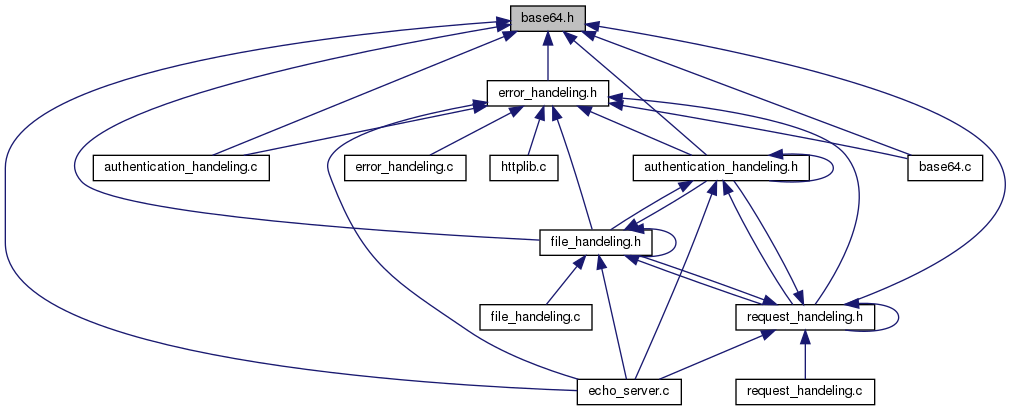 base64.h
error_handeling.h
authentication_handeling.c
error_handeling.c
httplib.c
authentication_handeling.h
base64.c
file_handeling.h
file_handeling.c
request_handeling.h
echo_server.c
request_handeling.c